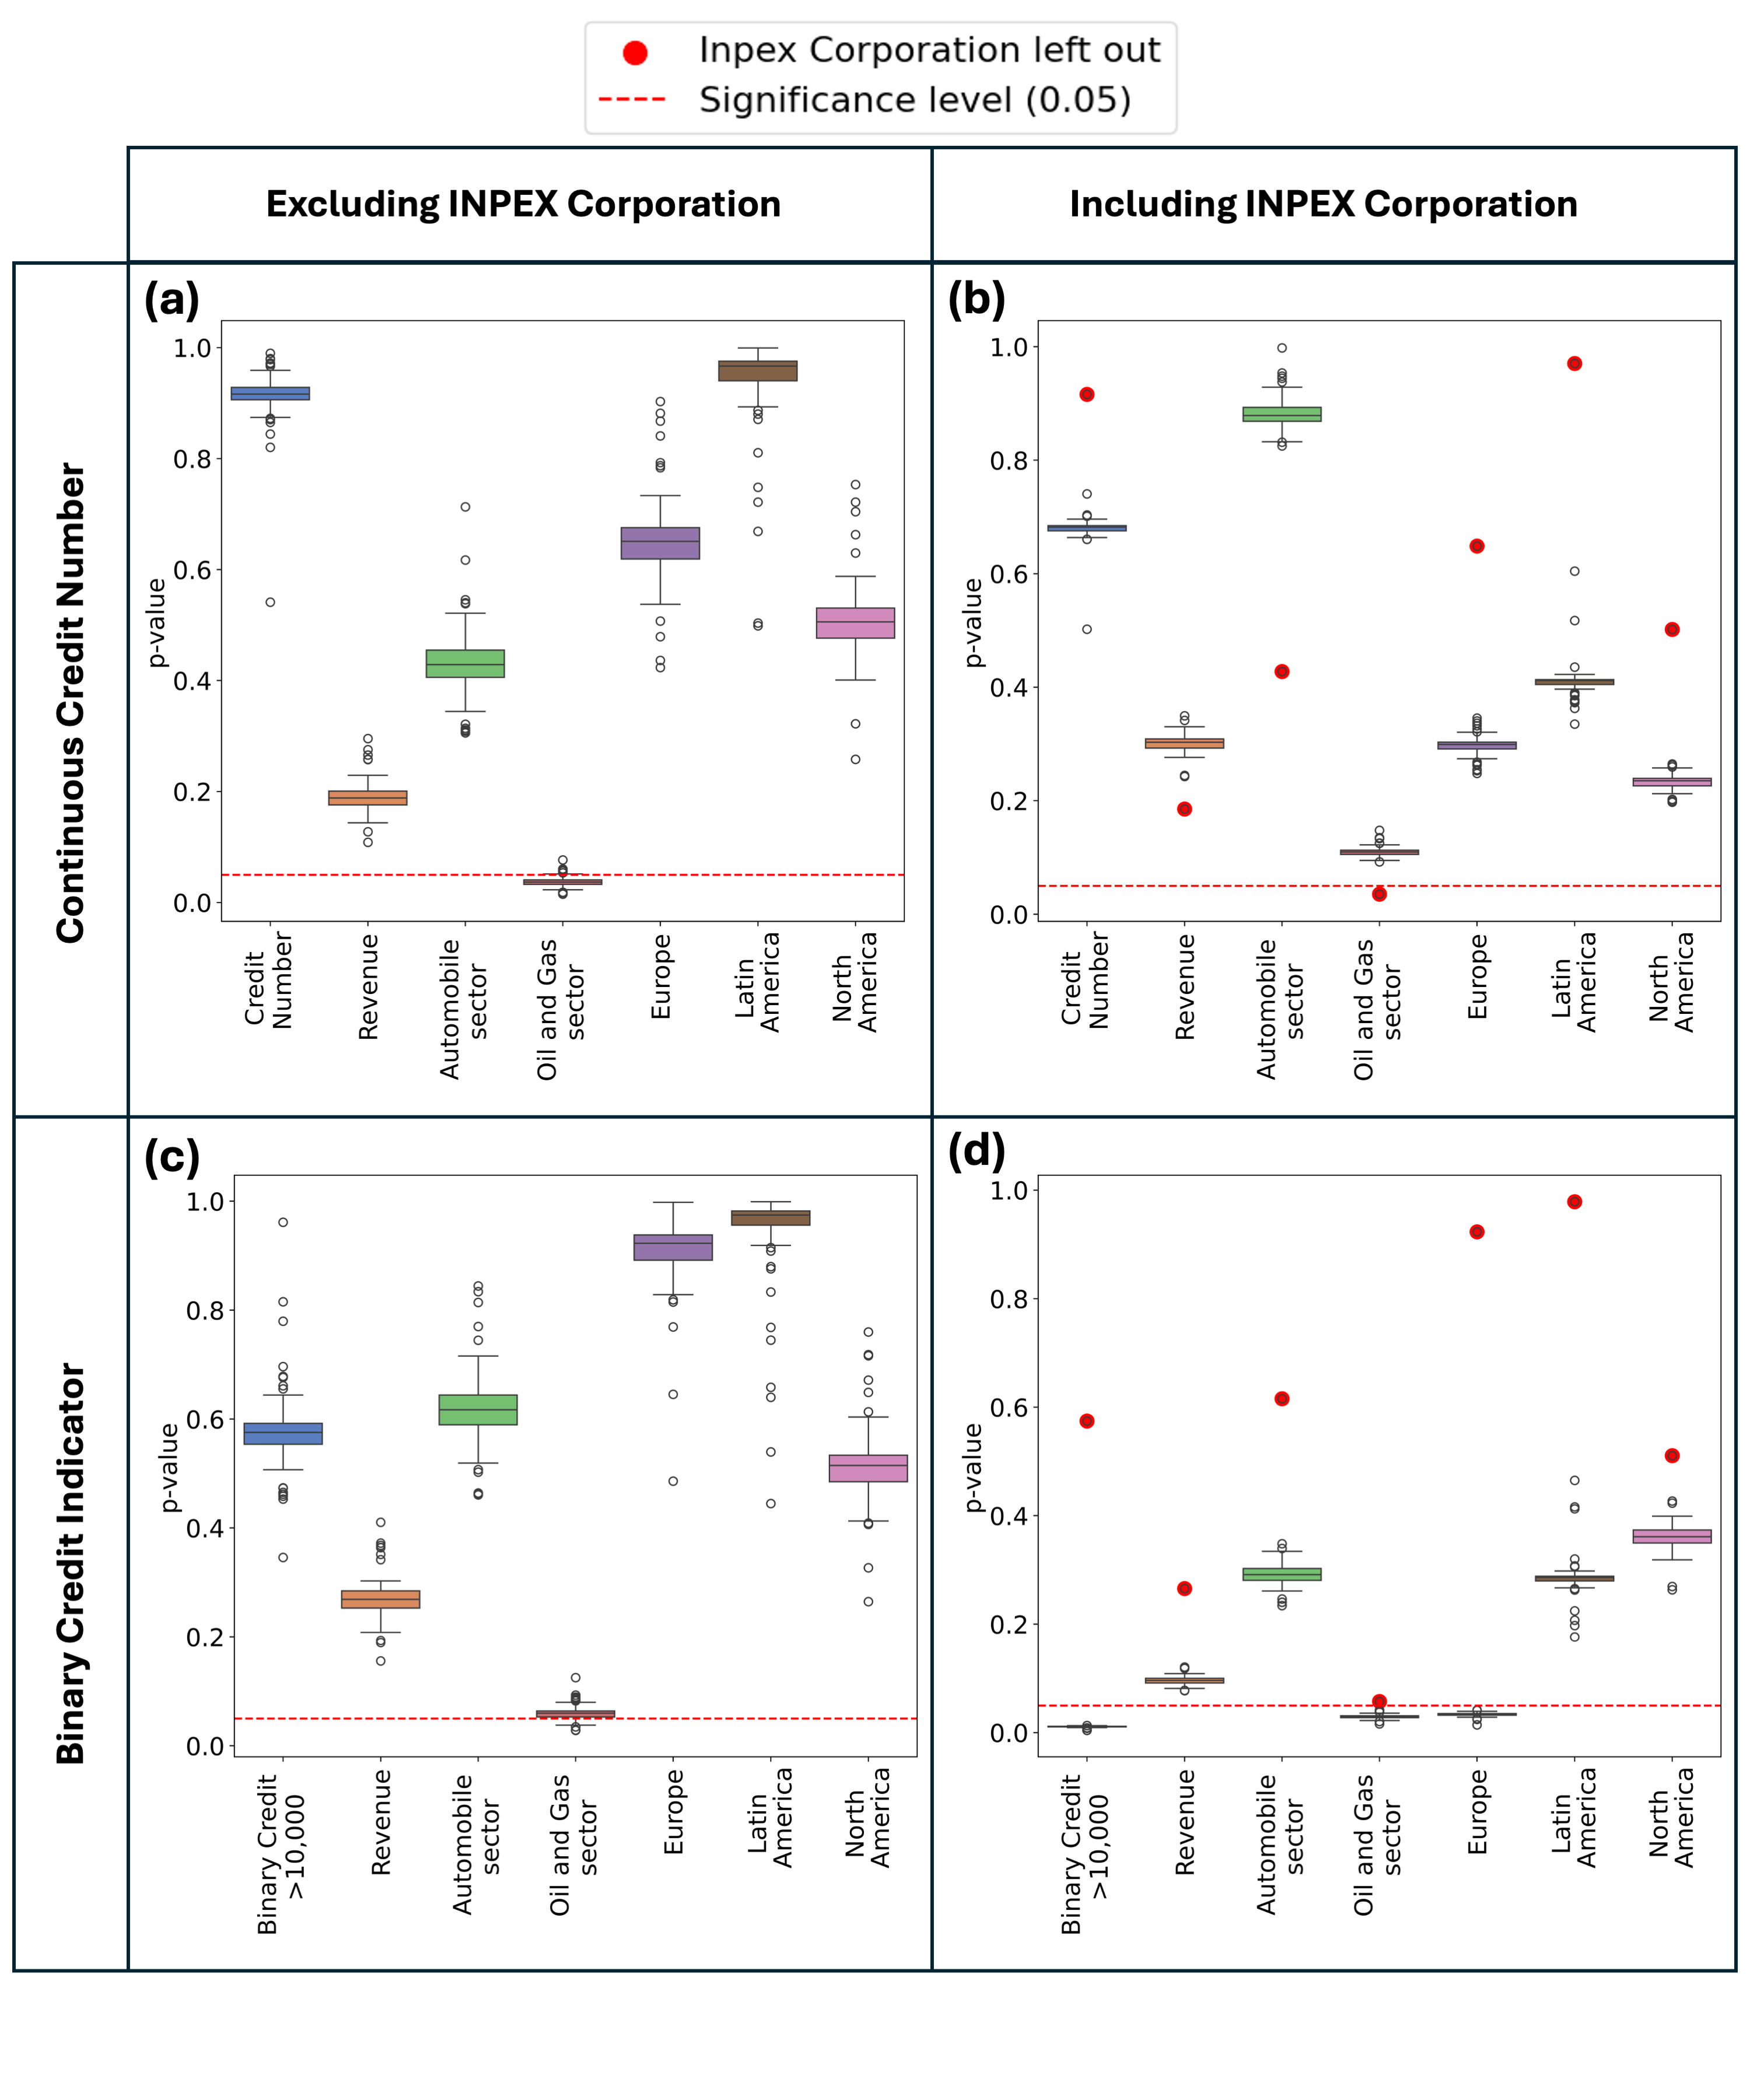 Inpex Corporation left out
Significance level (0.05)
Excluding INPEX Corporation
Including INPEX Corporation
Continuous Credit Number
(a)
p-value
1.0
0.8
0.6
0.4
0.2
0.0
Credit
Number
Revenue
Automobile
sector
Oil and Gas
sector
Europe
Latin
America
North
America
(b)
p-value
1.0
0.8
0.6
0.4
0.2
0.0
Credit
Number
Revenue
Automobile
sector
Oil and Gas
sector
Europe
Latin
America
North
America
Binary Credit Indicator
(c)
p-value
1.0
0.8
0.6
0.4
0.2
0.0
Binary Credit
>10,000
Revenue
Automobile
sector
Oil and Gas
sector
Europe
Latin
America
North
America
(d)
p-value
1.0
0.8
0.6
0.4
0.2
0.0
Binary Credit
>10,000
Revenue
Automobile
sector
Oil and Gas
sector
Europe
Latin
America
North
America